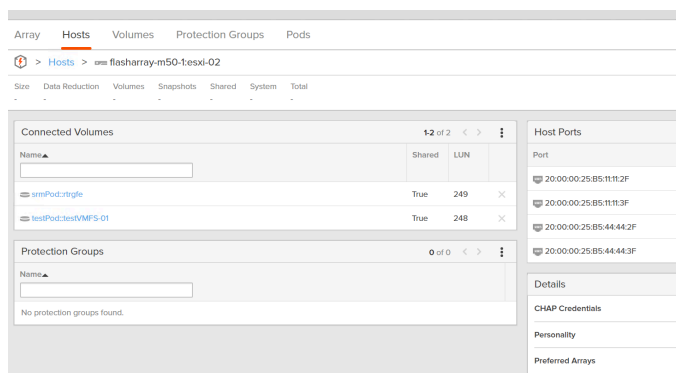 Array Hosts Volumes Protection Groups Pods
> Hosts > flasharray-m50-1:esxi-02
Size Data Reduction Volumes Snapshots Shared System Total
- - - - - - -
Connected Volumes 1-2 of 2 < >
Name Shared LUN
srmPod::rtrgfe True 249
testPod::testVMFS-01 True 248
Protection Groups 0 of 0 < >
Name
No protection groups found.
Host Ports
Port
20:00:00:25:B5:11:11:2F
20:00:00:25:B5:11:11:3F
20:00:00:25:B5:44:44:2F
20:00:00:25:B5:44:44:3F
Details
CHAP Credentials
Personality
Preferred Arrays